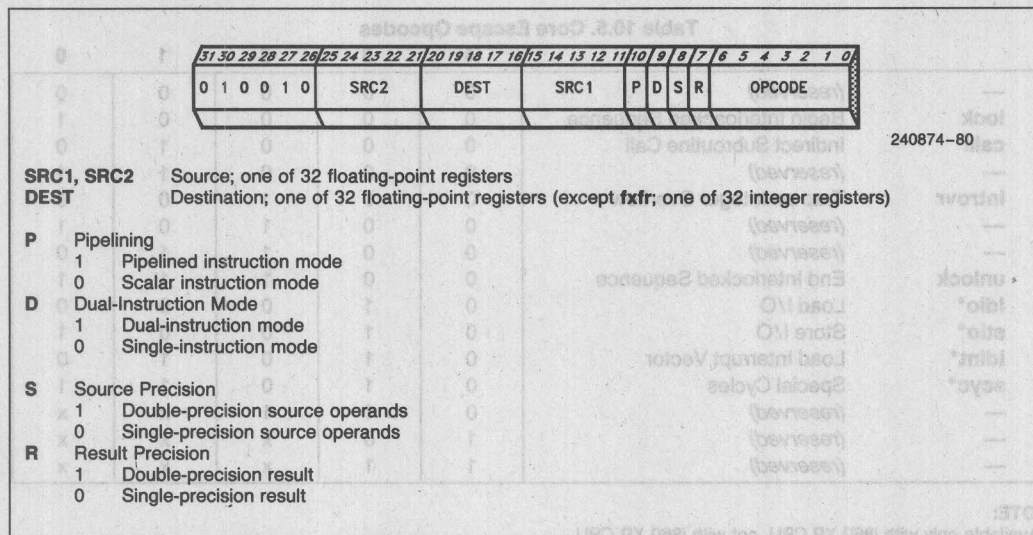 31 30 29 28 27 26 25 24 23 22 21 20 19 18 17 16 15 14 13 12 11 10 9 8 7 6 5 4 3 2 1 0
0 1 0 0 1 0 SRC2 DEST SRC1 P D S R OPCODE
240874-80
SRC1, SRC2 Source; one of 32 floating-point registers
DEST Destination; one of 32 floating-point registers (except fxfr; one of 32 integer registers)
P Pipelining
1 Pipelined instruction mode
0 Scalar instruction mode
D Dual-Instruction Mode
1 Dual-instruction mode
0 Single-instruction mode
S Source Precision
1 Double-precision source operands
0 Single-precision source operands
R Result Precision
1 Double-precision result
0 Single-precision result